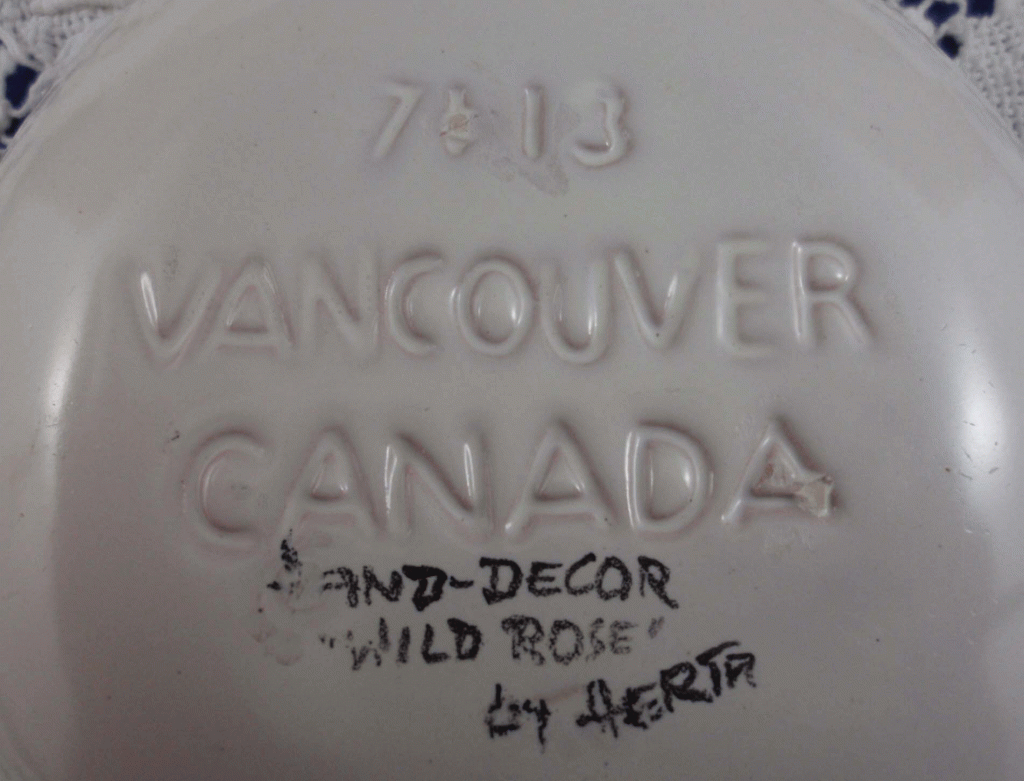 7 13
VANCOUVER
CANADA
HAND-DECOR
"WILD ROSE"
by HERTA